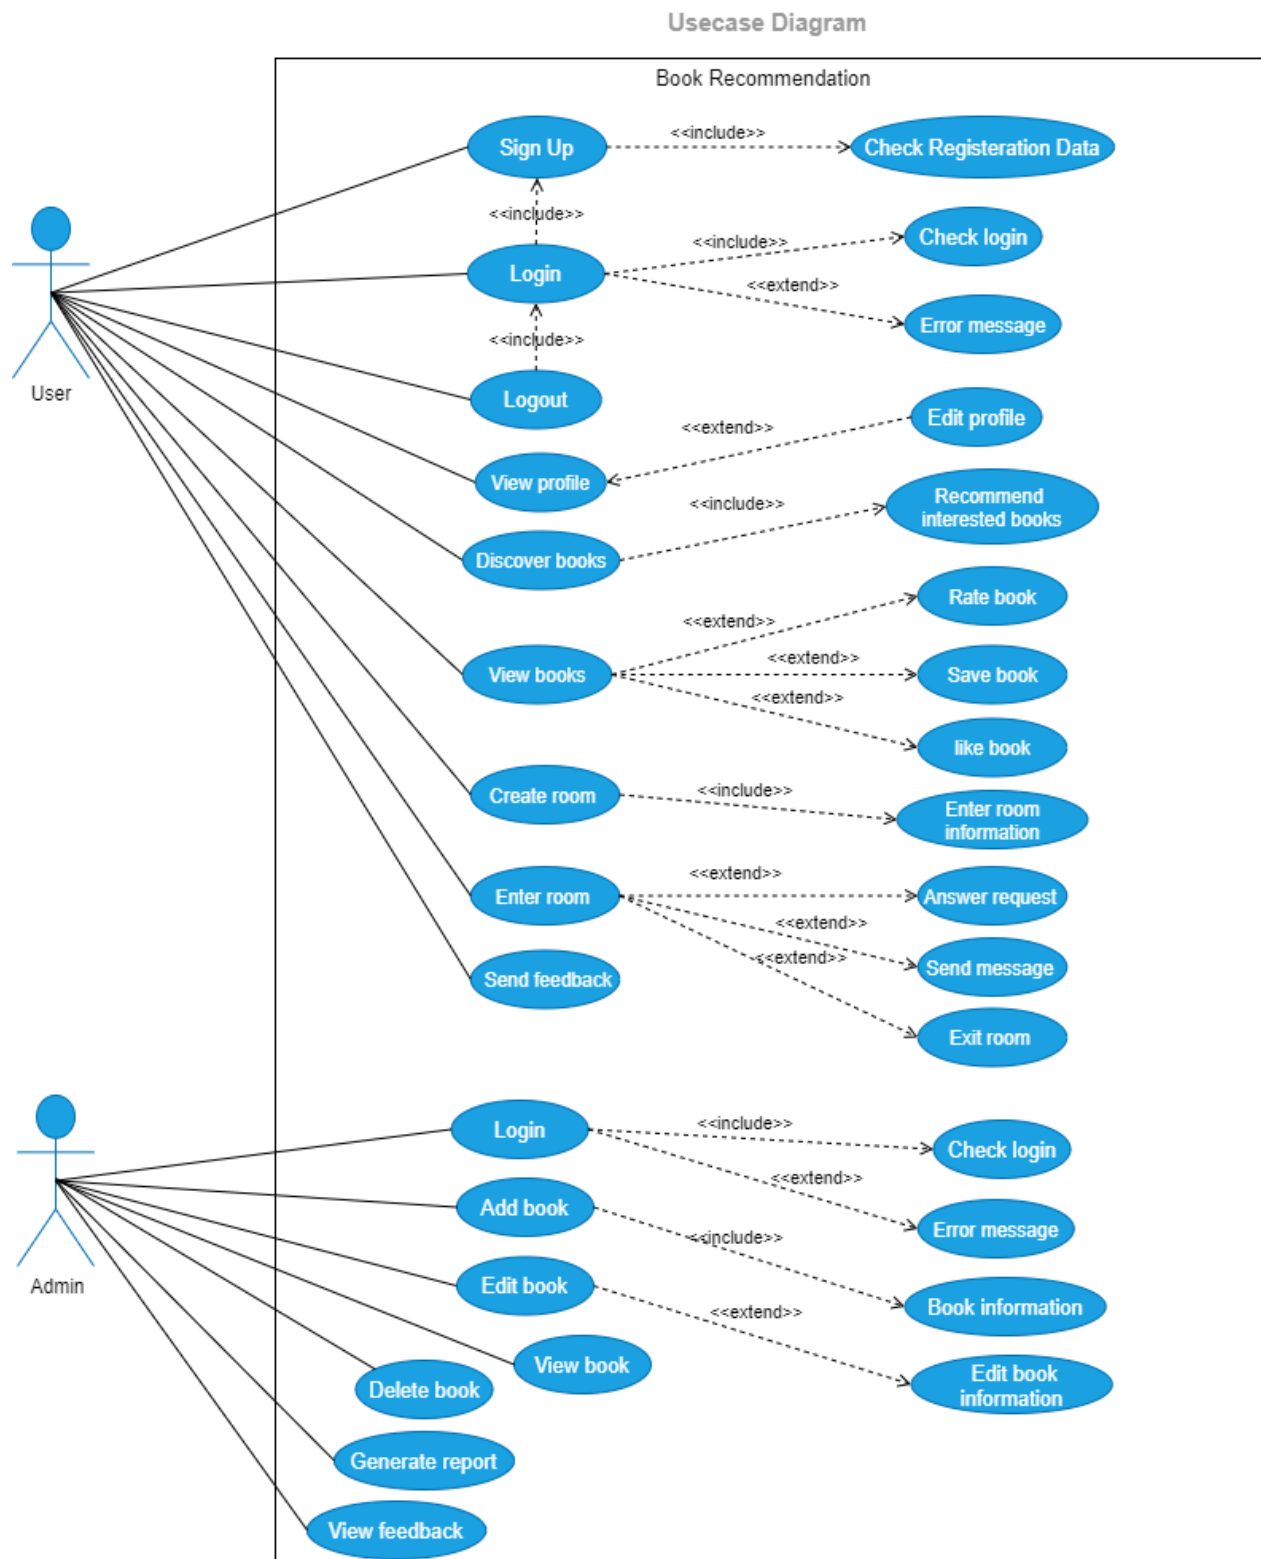 Usecase Diagram
Book Recommendation
Sign Up
<<include>>
Check Registeration Data
<<include>>
Login
<<include>>
Check login
<<extend>>
Error message
<<include>>
Logout
User
<<extend>>
Edit profile
View profile
<<include>>
Recommend
interested books
Discover books
<<extend>>
Rate book
View books
<<extend>>
Save book
<<extend>>
like book
Create room
<<include>>
Enter room
information
Enter room
<<extend>>
Answer request
<<extend>>
Send message
<<extend>>
Exit room
Send feedback
Login
<<include>>
Check login
<<extend>>
Error message
Add book
<<include>>
Book information
Admin
Edit book
<<extend>>
Edit book
information
View book
Delete book
Generate report
View feedback